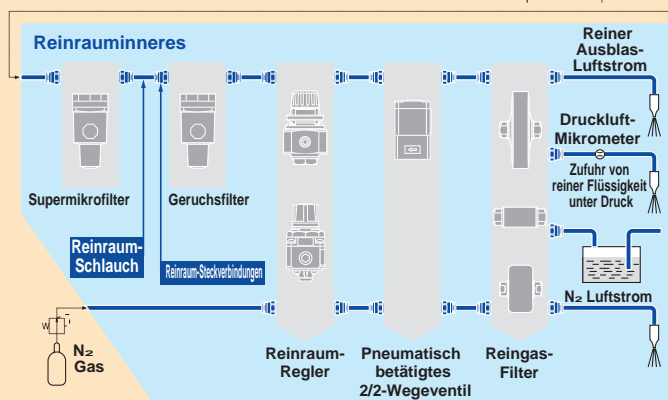 Reinrauminneres
Reiner
Ausblas-
Luftstrom
Druckluft-
Mikrometer
Zufuhr von
reiner Flüssigkeit
unter Druck
Supermikrofilter
Geruchsfilter
Reinraum-
Schlauch
Reinraum-Steckverbindungen
N₂ Luftstrom
W
N₂
Gas
Reinraum-
Regler
Pneumatisch
betätigtes
2/2-Wegeventil
Reingas-
Filter